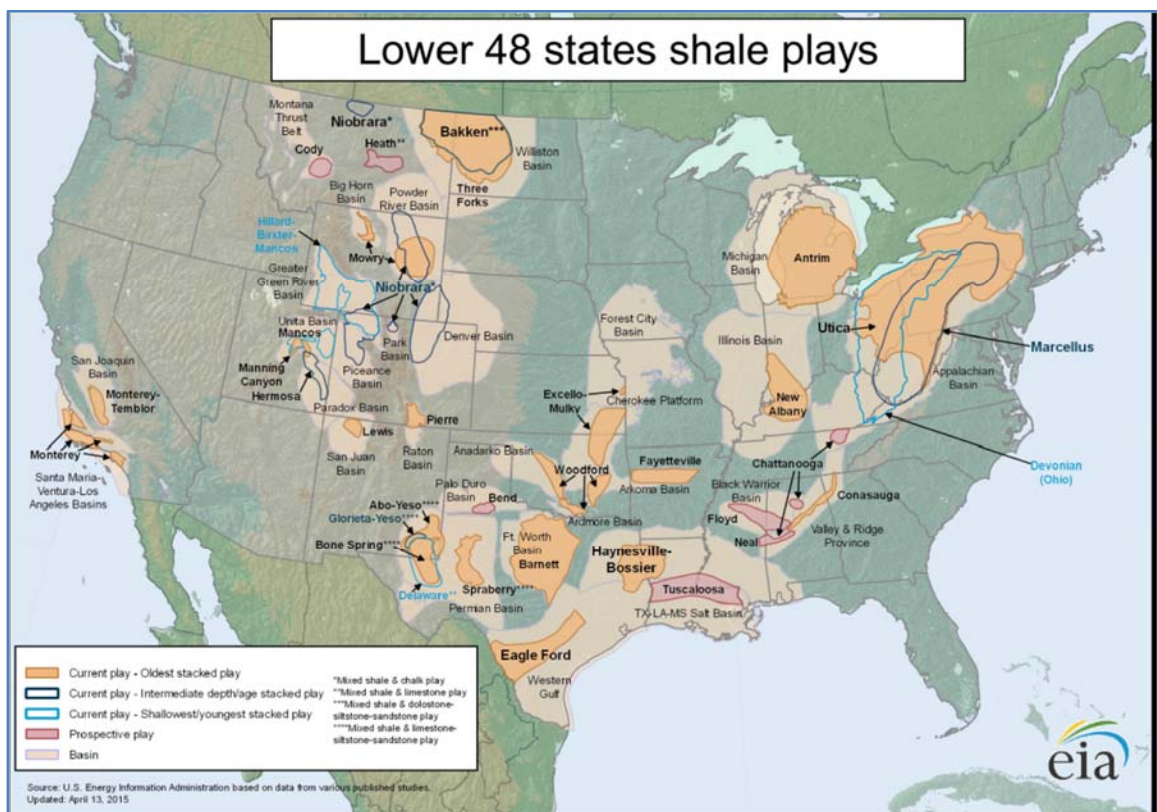 Lower 48 states shale plays
Montana
Thrust
Belt
Cody
Niobrara*
Heath**
Bakken***
Williston
Basin
Three
Forks
Big Horn
Basin
Powder
River Basin
Hillard-
Baxter-
Mancos
Mowry
Greater
Green River
Basin
Niobrara*
Unita Basin
Mancos
Park
Basin
Denver Basin
Manning
Canyon
Piceance
Basin
Hermosa
Paradox Basin
San Joaquin
Basin
Monterey-
Temblor
Monterey
Santa Maria-
Ventura-Los
Angeles Basins
Lewis
San Juan
Basin
Pierre
Raton
Basin
Forest City
Basin
Excello-
Mulky
Cherokee Platform
Michigan
Basin
Antrim
Illinois Basin
New
Albany
Utica
Marcellus
Appalachian
Basin
Devonian
(Ohio)
Anadarko Basin
Woodford
Fayetteville
Arkoma Basin
Palo Duro
Basin
Bend
Ardmore Basin
Chattanooga
Black Warrior
Basin
Conasauga
Floyd
Neal
Valley & Ridge
Province
Abo-Yeso****
Glorieta-Yeso****
Bone Spring****
Delaware**
Spraberry****
Permian Basin
Ft. Worth
Basin
Barnett
Haynesville-
Bossier
Tuscaloosa
TX-LA-MS Salt Basin
Eagle Ford
Western
Gulf
Current play - Oldest stacked play
Current play - Intermediate depth/age stacked play
Current play - Shallowest/youngest stacked play
Prospective play
Basin
*Mixed shale & chalk play
**Mixed shale & limestone play
***Mixed shale & dolostone-
siltstone-sandstone play
****Mixed shale & limestone-
siltstone-sandstone play
Source: U.S. Energy Information Administration based on data from various published studies.
Updated: April 13, 2015
eia